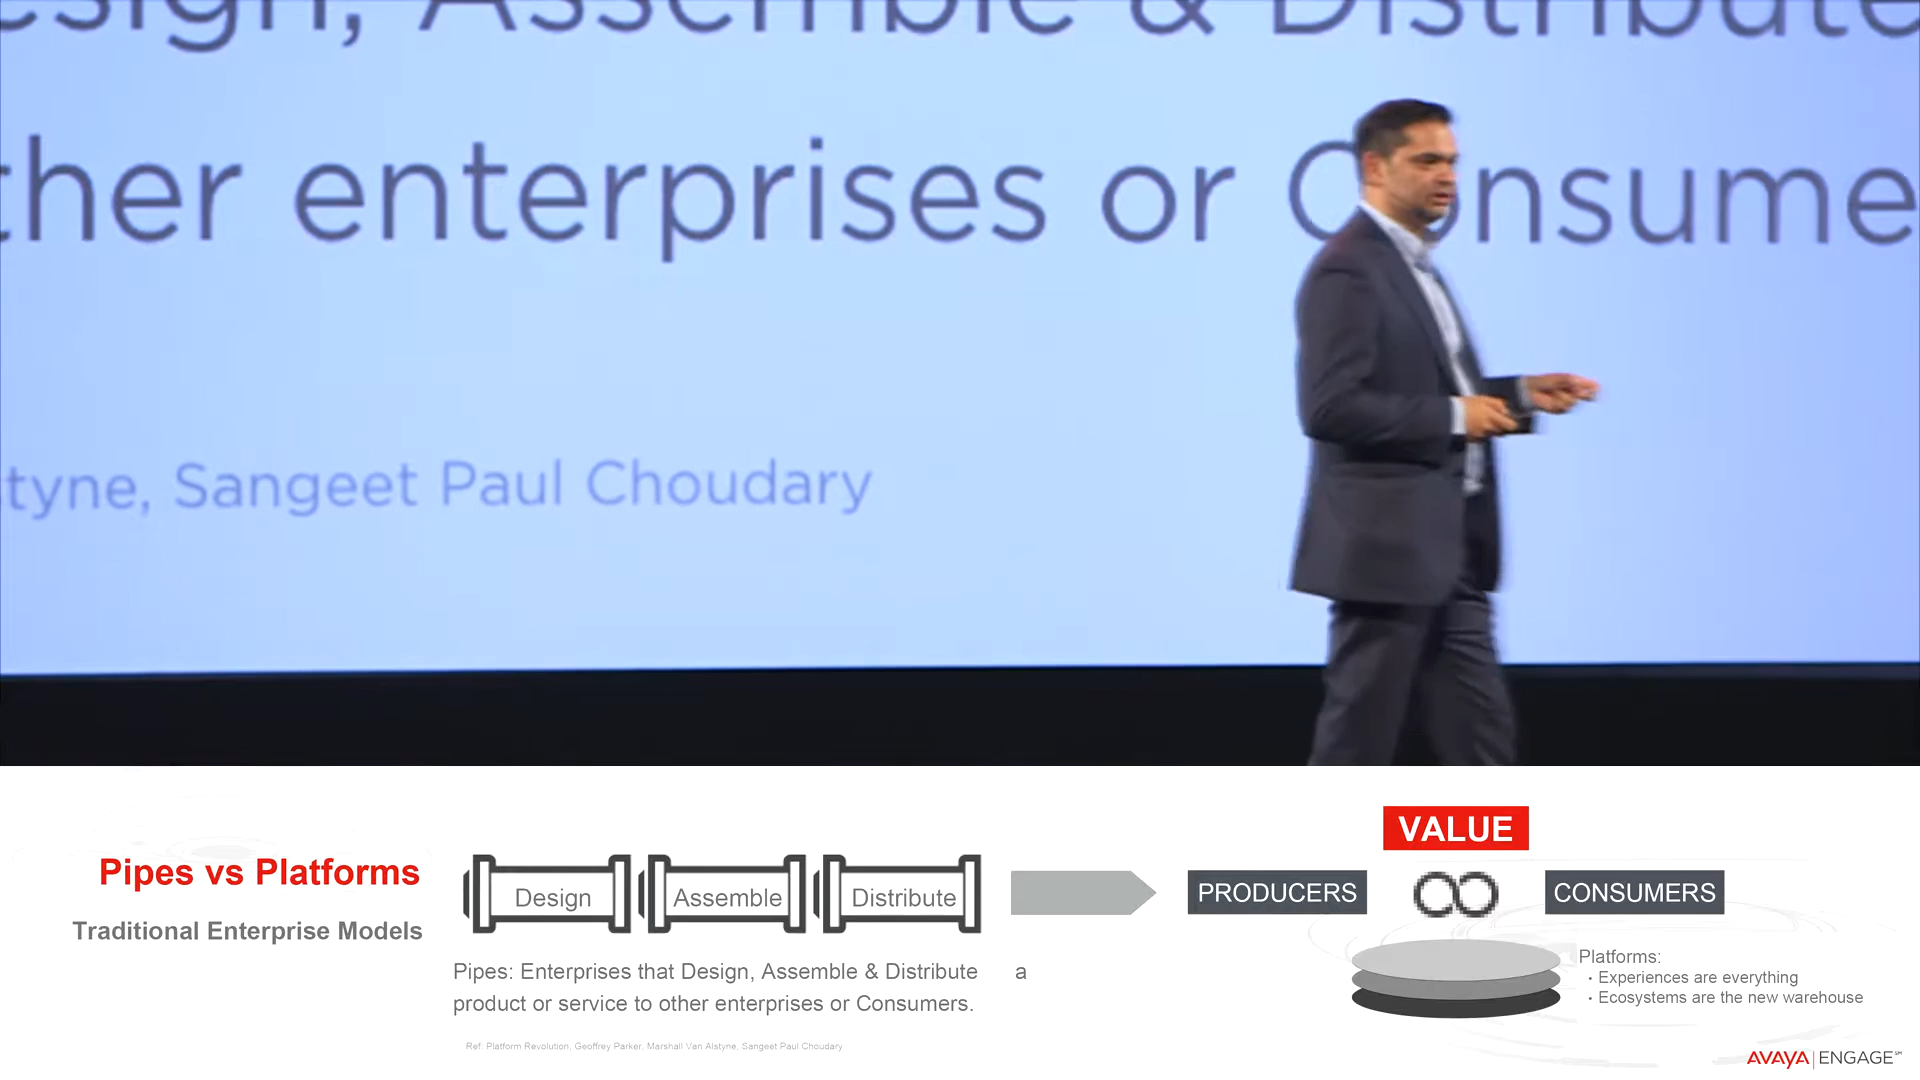 esign, Assemble & Distribute
ther enterprises or Consume
styne, Sangeet Paul Choudary
VALUE
Pipes vs Platforms
Traditional Enterprise Models
Design
Assemble
Distribute
PRODUCERS
CONSUMERS
Pipes: Enterprises that Design, Assemble & Distribute a
product or service to other enterprises or Consumers.
Platforms:
· Experiences are everything
· Ecosystems are the new warehouse
Ref: Platform Revolution, Geoffrey Parker, Marshall Van Alstyne, Sangeet Paul Choudary
AVAYA | ENGAGE℠